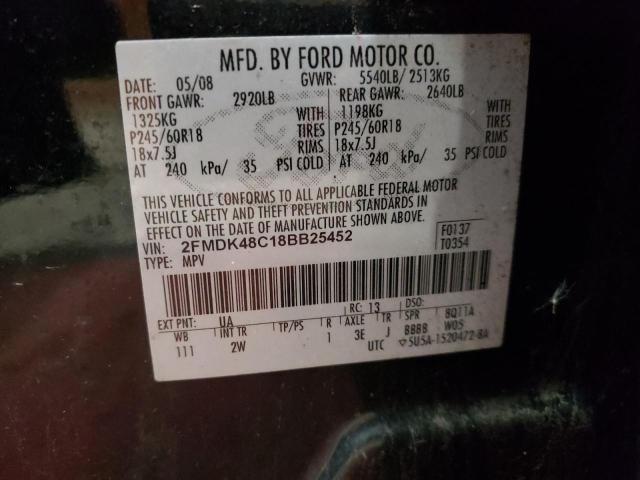 MFD. BY FORD MOTOR CO.
DATE: 05/08 GVWR: 5540LB/ 2513KG
FRONT GAWR: 2920LB REAR GAWR: 2640LB
1325KG WITH 1198KG WITH
P245/60R18 TIRES P245/60R18 TIRES
18x7.5J RIMS 18x7.5J RIMS
AT 240 kPa/ 35 PSI COLD AT 240 kPa/ 35 PSI COLD
THIS VEHICLE CONFORMS TO ALL APPLICABLE FEDERAL MOTOR
VEHICLE SAFETY AND THEFT PREVENTION STANDARDS IN
EFFECT ON THE DATE OF MANUFACTURE SHOWN ABOVE.
VIN: 2FMDK48C18BB25452 F0137
TYPE: MPV T0354
EXT PNT: UA RC: 13 DSO:
WB INT TR TP/PS R AXLE TR SPR 8Q11A
111 2W 1 3E J 8888 W05
UTC ▽5U5A-1520472-BA